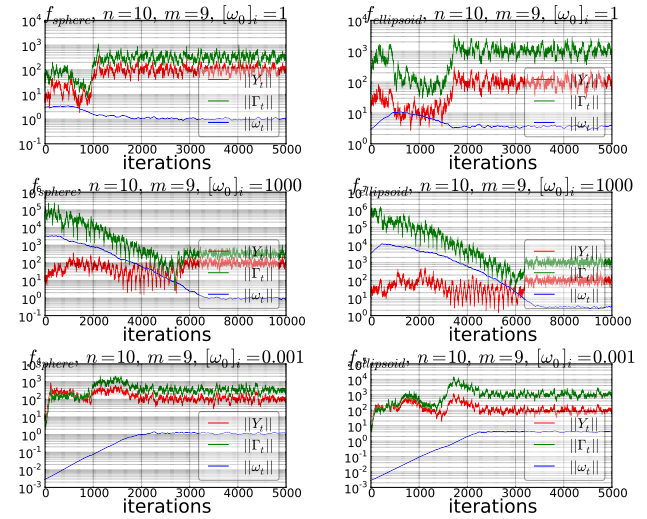 f_sphere, n=10, m=9, [ω_0]_i=1
10^4
10^3
10^2
10^1
10^0
10^-1
0 1000 2000 3000 4000 5000
iterations
||Y_t||
||Γ_t||
||ω_t||
f_ellipsoid, n=10, m=9, [ω_0]_i=1
10^4
10^3
10^2
10^1
10^0
0 1000 2000 3000 4000 5000
iterations
||Y_t||
||Γ_t||
||ω_t||
f_sphere, n=10, m=9, [ω_0]_i=1000
10^6
10^5
10^4
10^3
10^2
10^1
10^0
10^-1
0 2000 4000 6000 8000 10000
iterations
||Y_t||
||Γ_t||
||ω_t||
f_ellipsoid, n=10, m=9, [ω_0]_i=1000
10^7
10^6
10^5
10^4
10^3
10^2
10^1
10^0
0 2000 4000 6000 8000 10000
iterations
||Y_t||
||Γ_t||
||ω_t||
f_sphere, n=10, m=9, [ω_0]_i=0.001
10^4
10^3
10^2
10^1
10^0
10^-1
10^-2
10^-3
0 1000 2000 3000 4000 5000
iterations
||Y_t||
||Γ_t||
||ω_t||
f_ellipsoid, n=10, m=9, [ω_0]_i=0.001
10^5
10^4
10^3
10^2
10^1
10^0
10^-1
10^-2
10^-3
0 1000 2000 3000 4000 5000
iterations
||Y_t||
||Γ_t||
||ω_t||